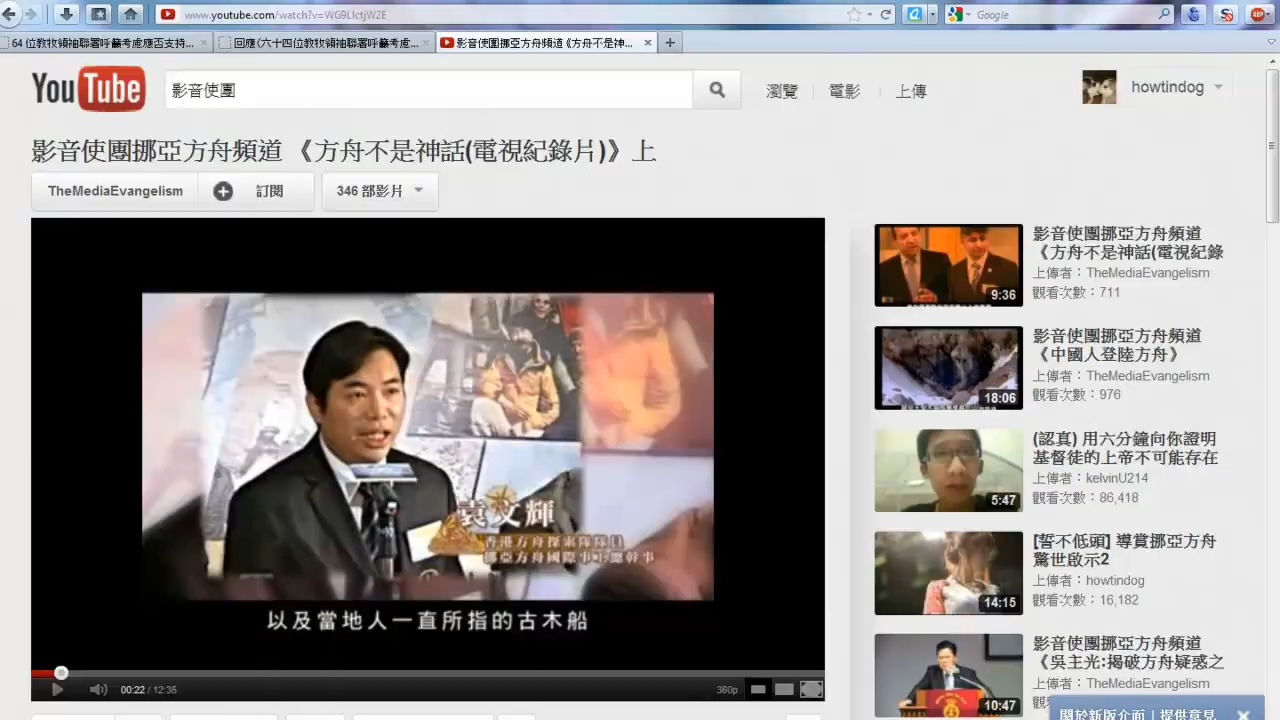 www.youtube.com/watch?v=WG9LIctjW2E
Google
64 位教牧領袖聯署呼籲考慮應否支持...
回應《六十四位教牧領袖聯署呼籲考慮...
影音使團挪亞方舟頻道《方舟不是神...
YouTube
影音使團
瀏覽
電影
上傳
howtindog
影音使團挪亞方舟頻道 《方舟不是神話(電視紀錄片)》上
TheMediaEvangelism
訂閱
346 部影片
袁文輝
香港方舟探索隊隊員
挪亞方舟國際事工總幹事
以及當地人一直所指的古木船
00:22 / 12:35
360p
9:36
影音使團挪亞方舟頻道
《方舟不是神話(電視紀錄
上傳者：TheMediaEvangelism
觀看次數：711
18:06
影音使團挪亞方舟頻道
《中國人登陸方舟》
上傳者：TheMediaEvangelism
觀看次數：976
5:47
(認真) 用六分鐘向你證明
基督徒的上帝不可能存在
上傳者：kelvinU214
觀看次數：86,418
14:15
[誓不低頭] 導賞挪亞方舟
驚世啟示2
上傳者：howtindog
觀看次數：16,182
10:47
影音使團挪亞方舟頻道
《吳主光:揭破方舟疑惑之
上傳者：TheMediaEvangelism
關於新版介面 | 提供意見